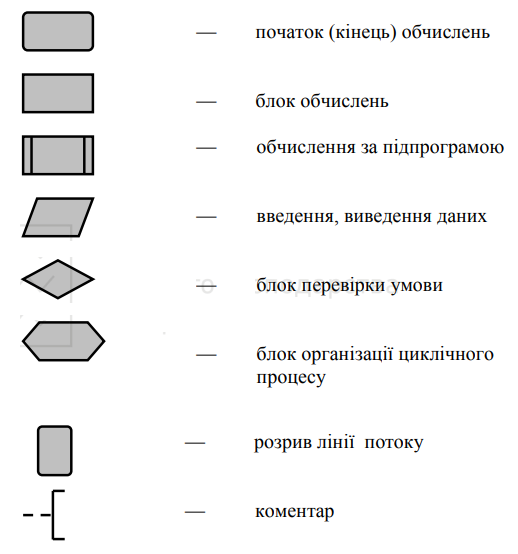 — початок (кінець) обчислень
— блок обчислень
— обчислення за підпрограмою
— введення, виведення даних
— блок перевірки умови
— блок організації циклічного
процесу
— розрив лінії потоку
— коментар